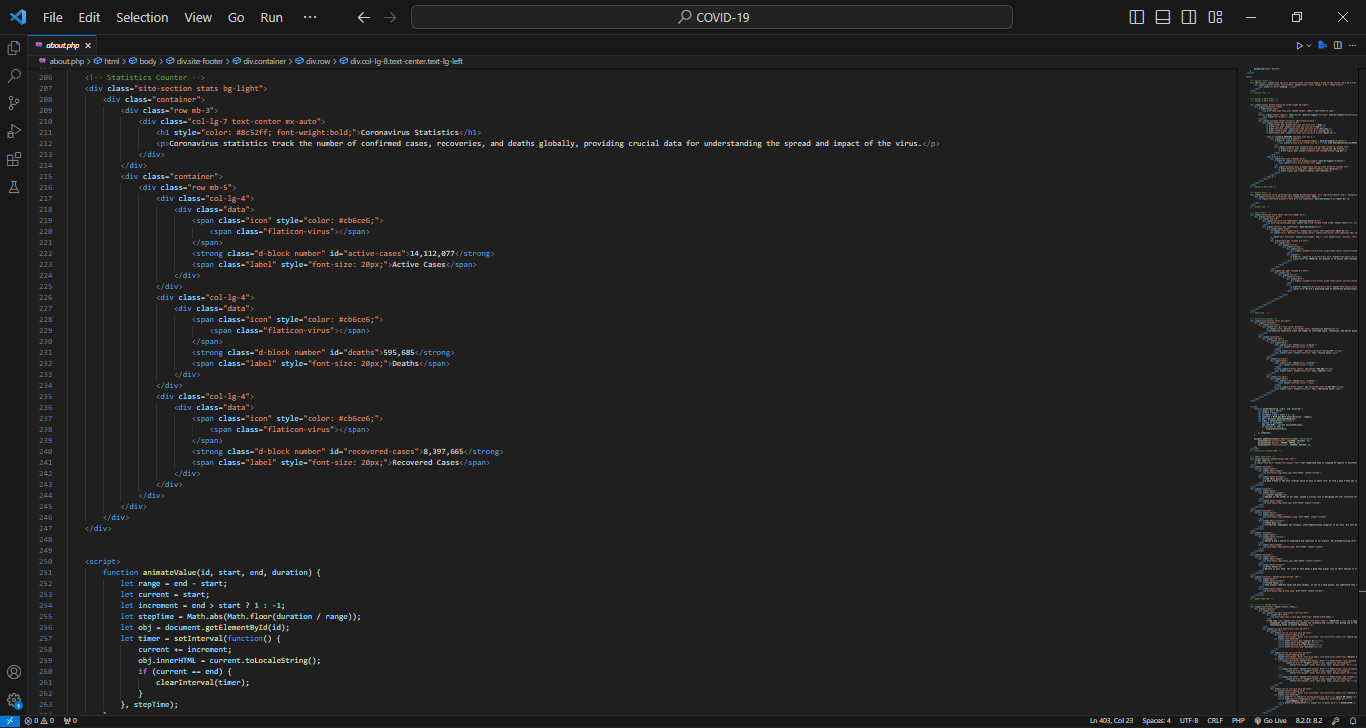 File Edit Selection View Go Run ··· COVID-19
about.php
about.php > html > body > div.site-footer > div.container > div.row > div.col-lg-8.text-center.text-lg-left
206 <!-- Statistics Counter -->
207 <div class="site-section stats bg-light">
208 <div class="container">
209 <div class="row mb-3">
210 <div class="col-lg-7 text-center mx-auto">
211 <h1 style="color: #8c52ff; font-weight:bold;">Coronavirus Statistics</h1>
212 <p>Coronavirus statistics track the number of confirmed cases, recoveries, and deaths globally, providing crucial data for understanding the spread and impact of the virus.</p>
213 </div>
214 </div>
215 <div class="container">
216 <div class="row mb-5">
217 <div class="col-lg-4">
218 <div class="data">
219 <span class="icon" style="color: #cb6ce6;">
220 <span class="flaticon-virus"></span>
221 </span>
222 <strong class="d-block number" id="active-cases">14,112,077</strong>
223 <span class="label" style="font-size: 20px;">Active Cases</span>
224 </div>
225 </div>
226 <div class="col-lg-4">
227 <div class="data">
228 <span class="icon" style="color: #cb6ce6;">
229 <span class="flaticon-virus"></span>
230 </span>
231 <strong class="d-block number" id="deaths">595,685</strong>
232 <span class="label" style="font-size: 20px;">Deaths</span>
233 </div>
234 </div>
235 <div class="col-lg-4">
236 <div class="data">
237 <span class="icon" style="color: #cb6ce6;">
238 <span class="flaticon-virus"></span>
239 </span>
240 <strong class="d-block number" id="recovered-cases">8,397,665</strong>
241 <span class="label" style="font-size: 20px;">Recovered Cases</span>
242 </div>
243 </div>
244 </div>
245 </div>
246 </div>
247 </div>
248
249
250 <script>
251 function animateValue(id, start, end, duration) {
252 let range = end - start;
253 let current = start;
254 let increment = end > start ? 1 : -1;
255 let stepTime = Math.abs(Math.floor(duration / range));
256 let obj = document.getElementById(id);
257 let timer = setInterval(function() {
258 current += increment;
259 obj.innerHTML = current.toLocaleString();
260 if (current == end) {
261 clearInterval(timer);
262 }
263 }, stepTime);
0 0 0 Ln 403, Col 23 Spaces: 4 UTF-8 CRLF PHP Go Live 8.2.0: 8.2